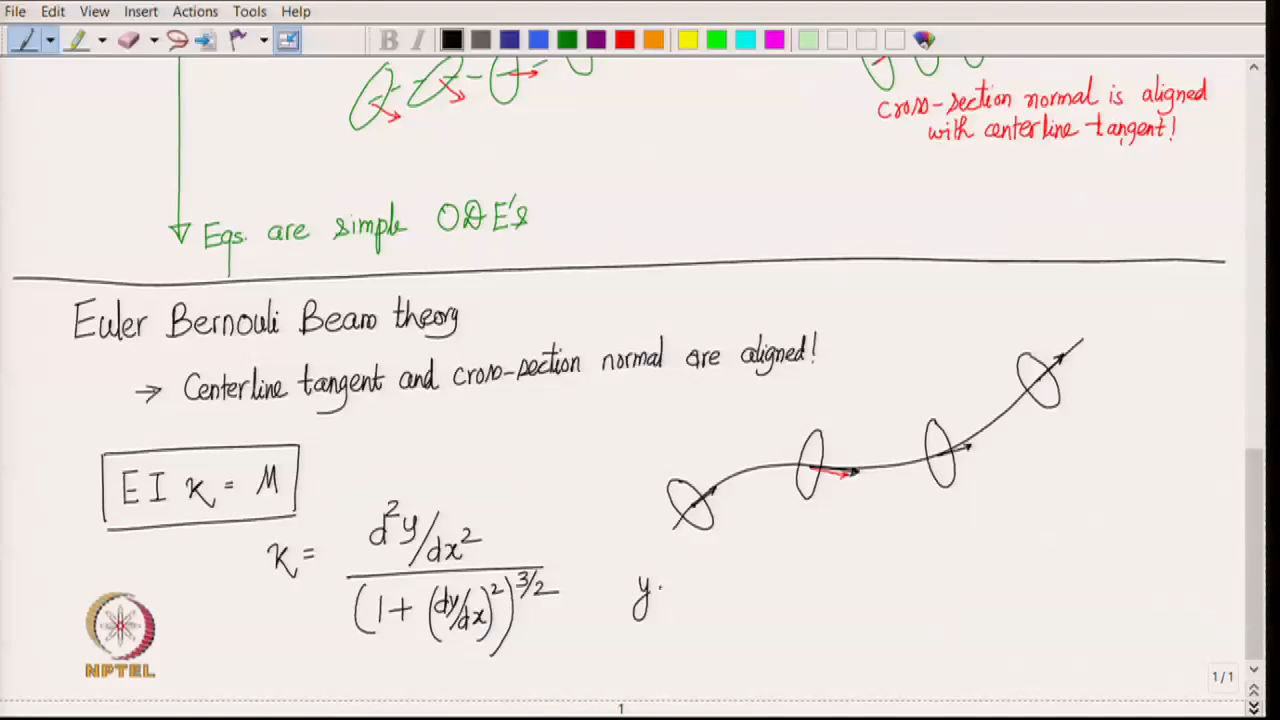 File Edit View Insert Actions Tools Help
B I
cross-section normal is aligned
with centerline tangent!
Eqs. are simple ODE's
Euler Bernouli Beam theory
→ Centerline tangent and cross-section normal are aligned!
EI κ = M
κ = d²y/dx² / (1 + (dy/dx)²)^3/2
y.
NPTEL
1/1
1